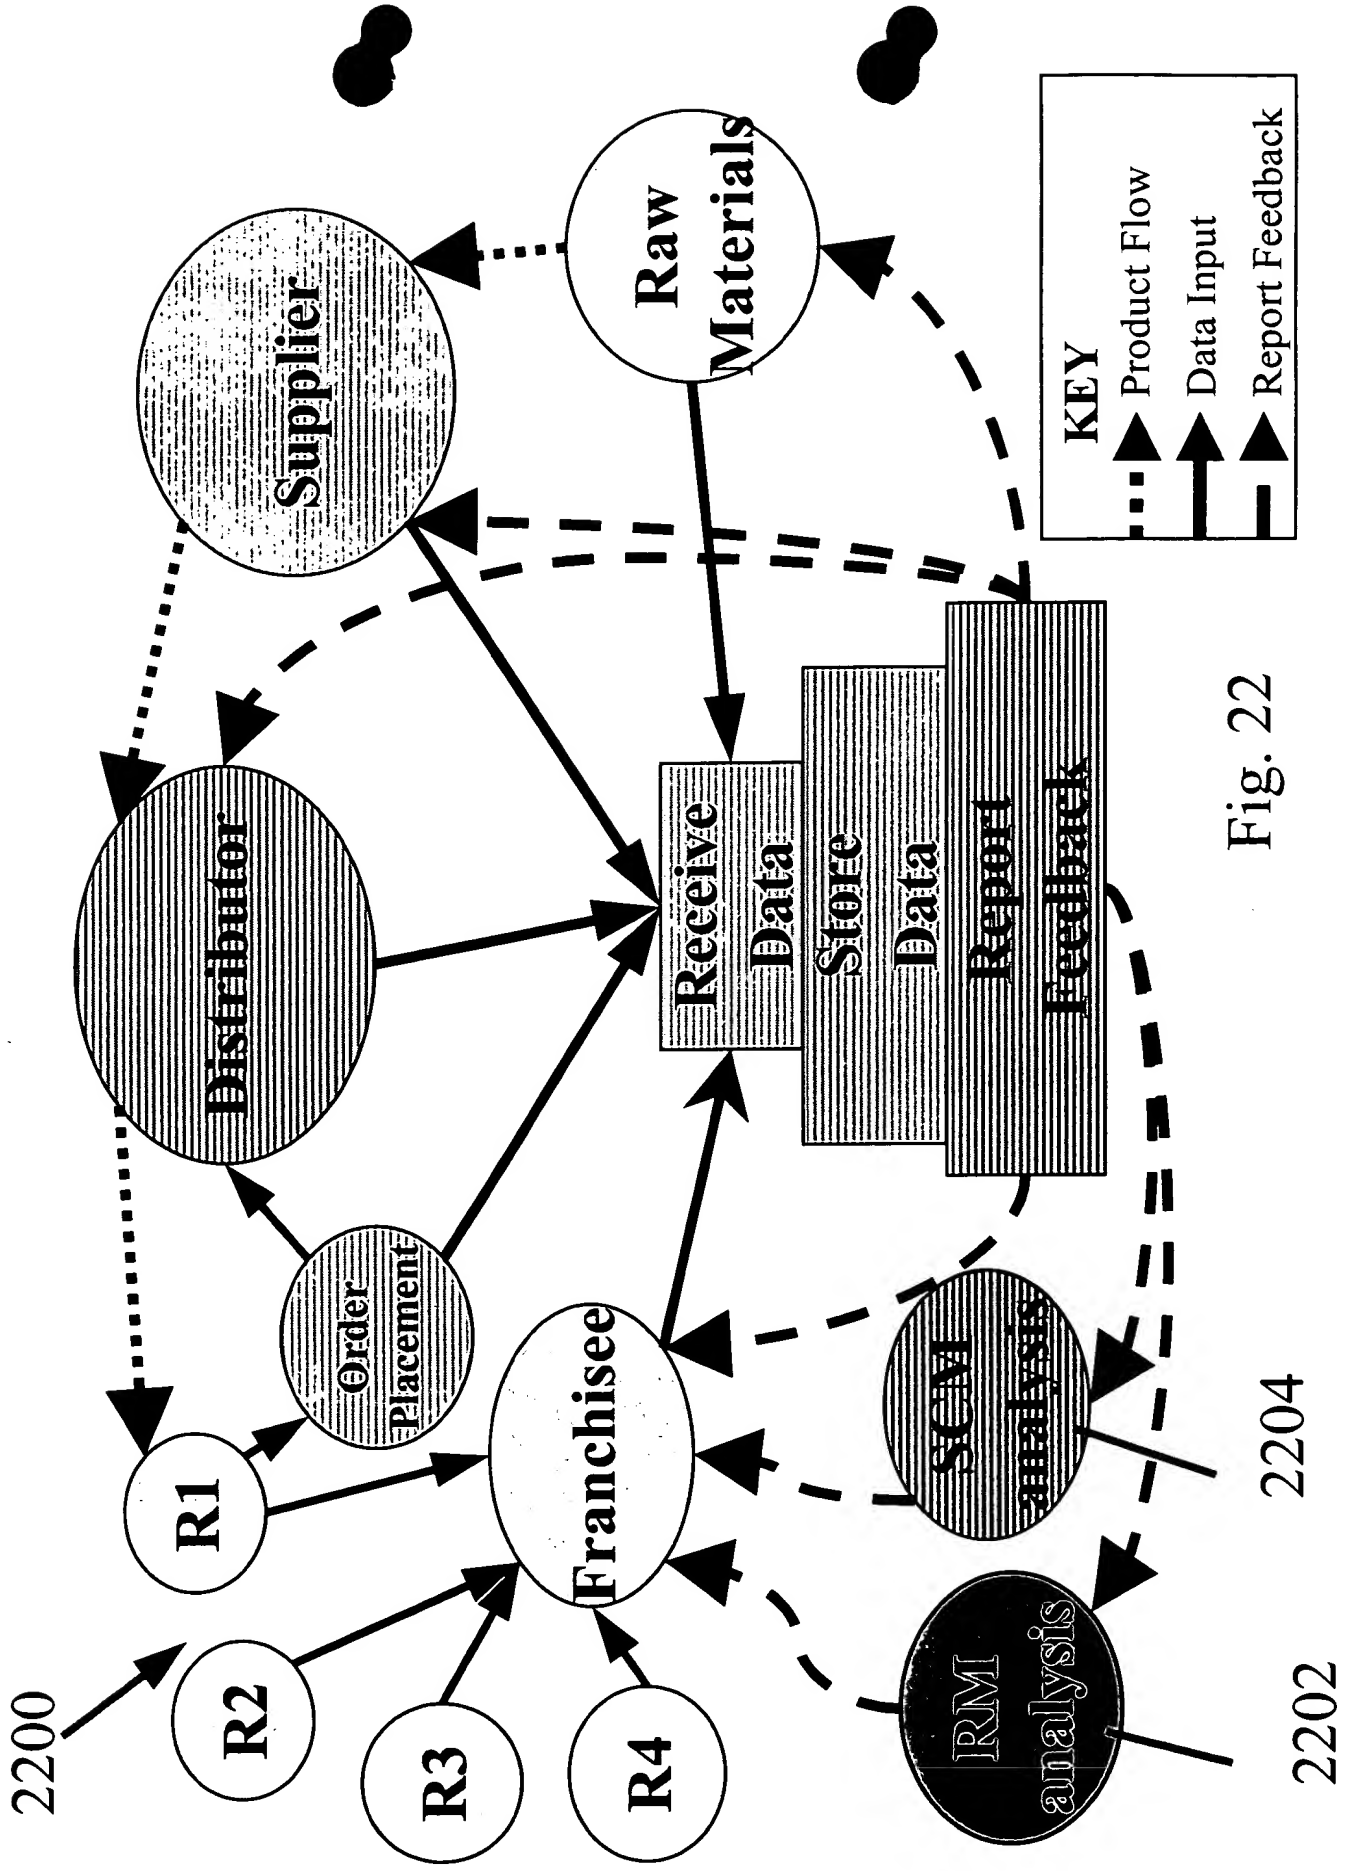 2200
R1
R2
R3
R4
Order
Placement
Distributor
Supplier
Franchisee
Raw
Materials
Receive
Data
Store
Data
Report
Feedback
RM
analysis
SCM
analysis
2202
2204
Fig. 22
KEY
Product Flow
Data Input
Report Feedback